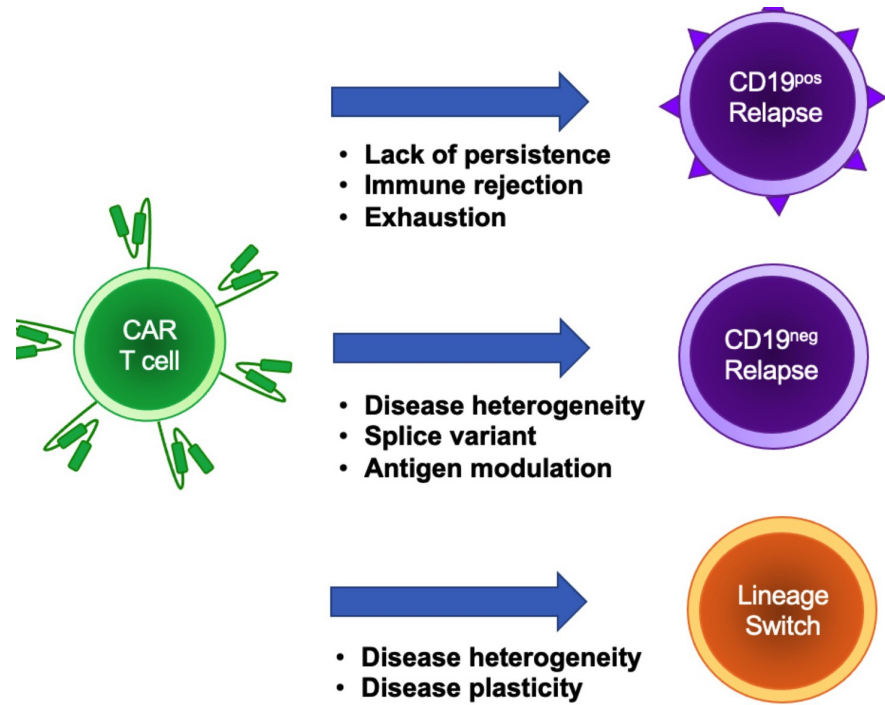 CD19pos
Relapse
• Lack of persistence
• Immune rejection
• Exhaustion
CAR
T cell
CD19neg
Relapse
• Disease heterogeneity
• Splice variant
• Antigen modulation
Lineage
Switch
• Disease heterogeneity
• Disease plasticity